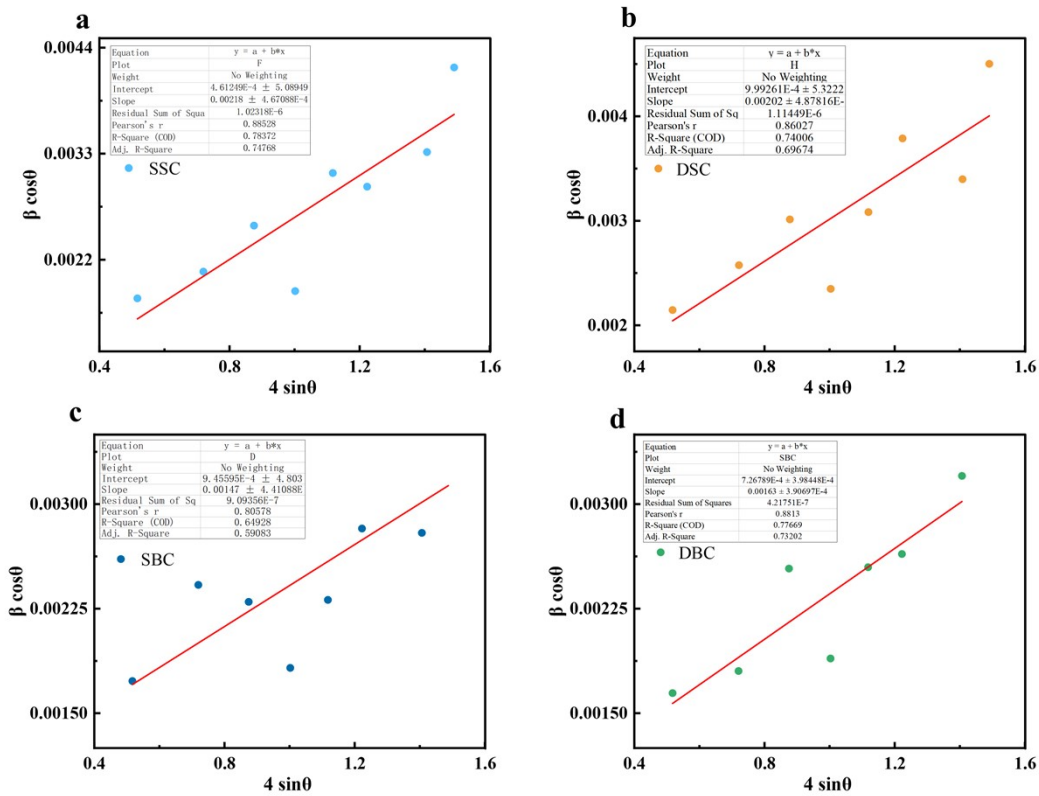 a
0.0044
0.0033
0.0022
β cosθ
Equation y = a + b*x
Plot F
Weight No Weighting
Intercept 4.61249E-4 ± 5.08949
Slope 0.00218 ± 4.67088E-4
Residual Sum of Squa 1.02318E-6
Pearson's r 0.88528
R-Square (COD) 0.78372
Adj. R-Square 0.74768
SSC
0.4 0.8 1.2 1.6
4 sinθ
b
0.004
0.003
0.002
β cosθ
Equation y = a + b*x
Plot H
Weight No Weighting
Intercept 9.99261E-4 ± 5.3222
Slope 0.00202 ± 4.87816E-
Residual Sum of Sq 1.11449E-6
Pearson's r 0.86027
R-Square (COD) 0.74006
Adj. R-Square 0.69674
DSC
0.4 0.8 1.2 1.6
4 sinθ
c
0.00300
0.00225
0.00150
β cosθ
Equation y = a + b*x
Plot D
Weight No Weighting
Intercept 9.45595E-4 ± 4.803
Slope 0.00147 ± 4.41088E
Residual Sum of Sq 9.09356E-7
Pearson's r 0.80578
R-Square (COD) 0.64928
Adj. R-Square 0.59083
SBC
0.4 0.8 1.2 1.6
4 sinθ
d
0.00300
0.00225
0.00150
β cosθ
Equation y = a + b*x
Plot SBC
Weight No Weighting
Intercept 7.26789E-4 ± 3.98448E-4
Slope 0.00163 ± 3.90697E-4
Residual Sum of Squares 4.21751E-7
Pearson's r 0.8813
R-Square (COD) 0.77669
Adj. R-Square 0.73202
DBC
0.4 0.8 1.2 1.6
4 sinθ